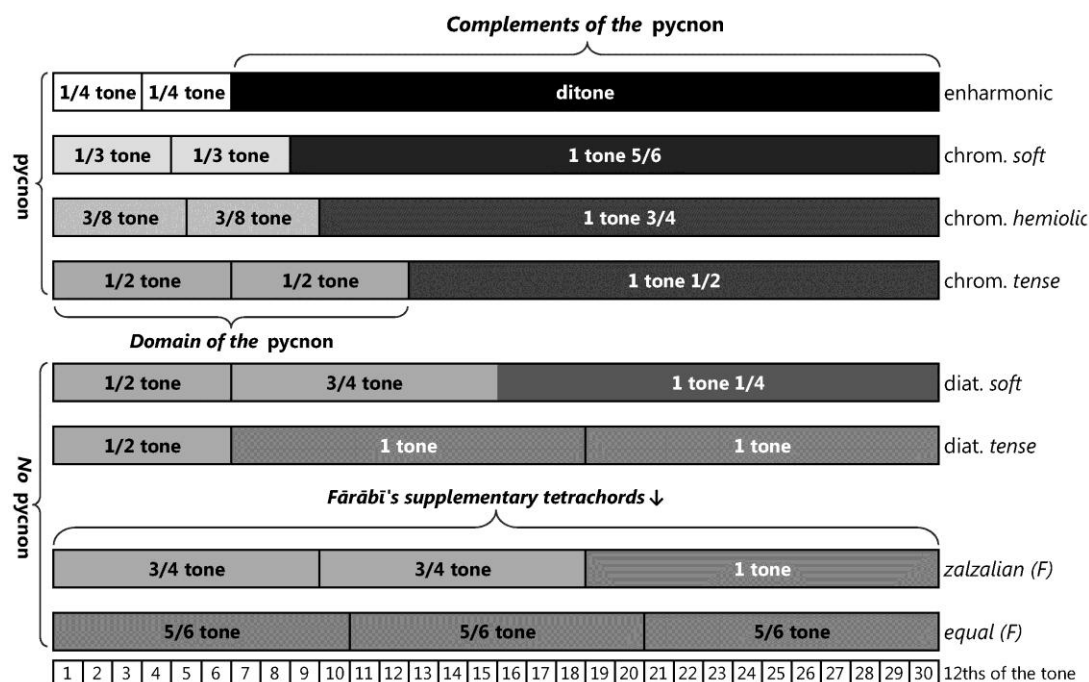 Complements of the pycnon
1/4 tone 1/4 tone ditone enharmonic
1/3 tone 1/3 tone 1 tone 5/6 chrom. soft
pycnon
3/8 tone 3/8 tone 1 tone 3/4 chrom. hemiolic
1/2 tone 1/2 tone 1 tone 1/2 chrom. tense
Domain of the pycnon
1/2 tone 3/4 tone 1 tone 1/4 diat. soft
1/2 tone 1 tone 1 tone diat. tense
No pycnon
Fārābī's supplementary tetrachords ↓
3/4 tone 3/4 tone 1 tone zalzalian (F)
5/6 tone 5/6 tone 5/6 tone equal (F)
1 2 3 4 5 6 7 8 9 10 11 12 13 14 15 16 17 18 19 20 21 22 23 24 25 26 27 28 29 30 12ths of the tone